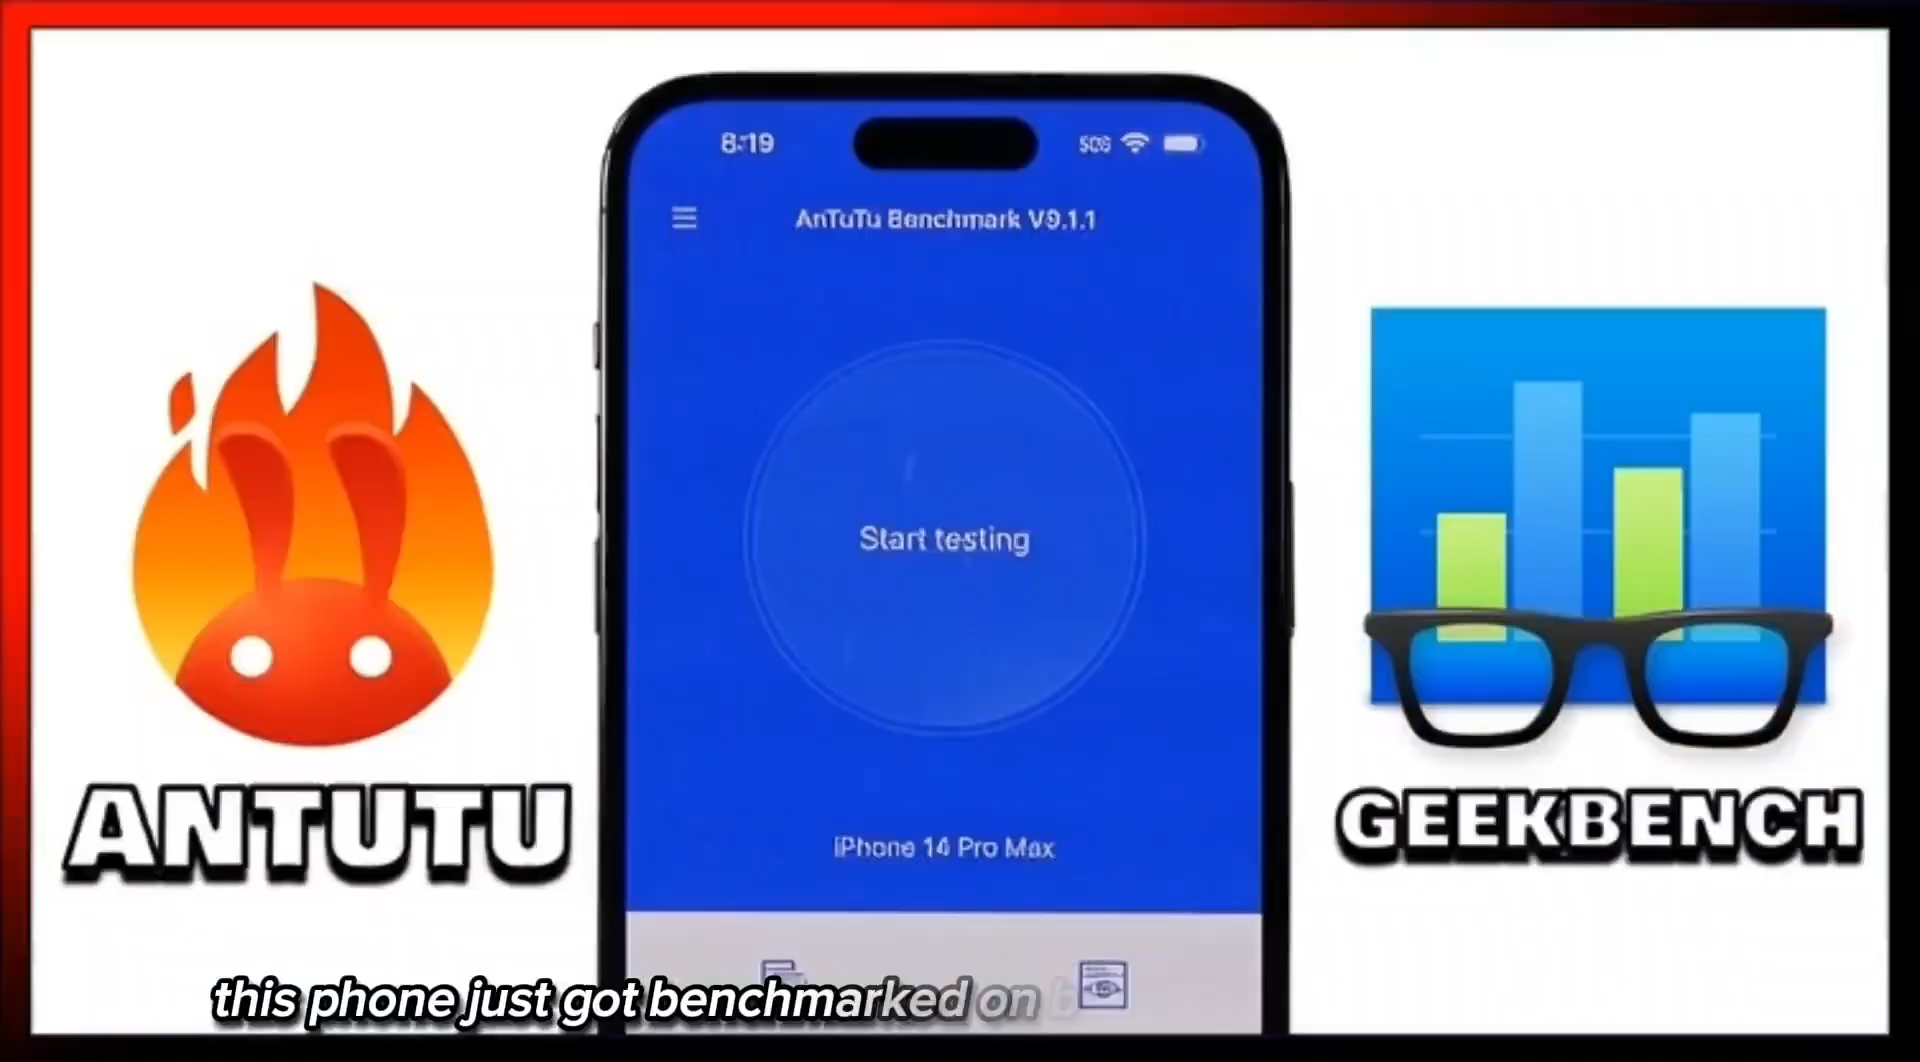 8:19
SOS
AnTuTu Benchmark V9.1.1
Start testing
ANTUTU
GEEKBENCH
iPhone 14 Pro Max
this phone just got benchmarked on b